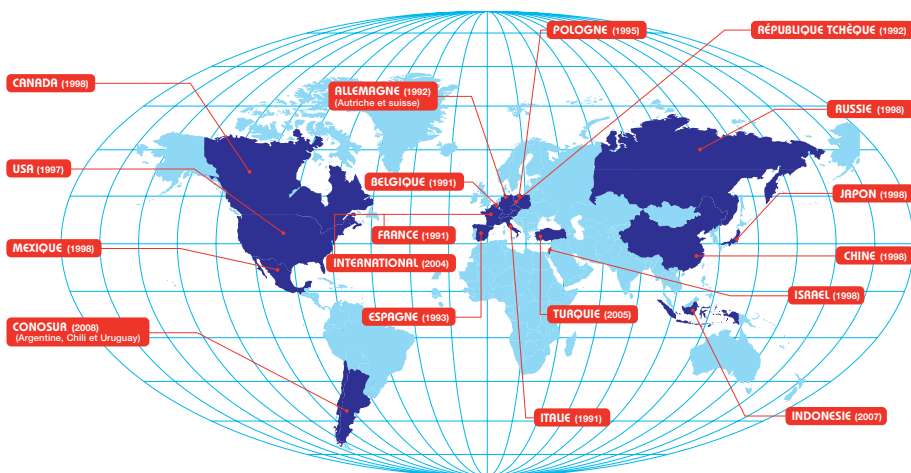 POLOGNE (1995)
RÉPUBLIQUE TCHÈQUE (1992)
CANADA (1998)
ALLEMAGNE (1992)
(Autriche et suisse)
RUSSIE (1998)
USA (1997)
BELGIQUE (1991)
JAPON (1998)
FRANCE (1991)
MEXIQUE (1998)
INTERNATIONAL (2004)
CHINE (1998)
ISRAEL (1998)
CONOSUR (2008)
(Argentine, Chili et Uruguay)
ESPAGNE (1993)
TURQUIE (2005)
ITALIE (1991)
INDONESIE (2007)